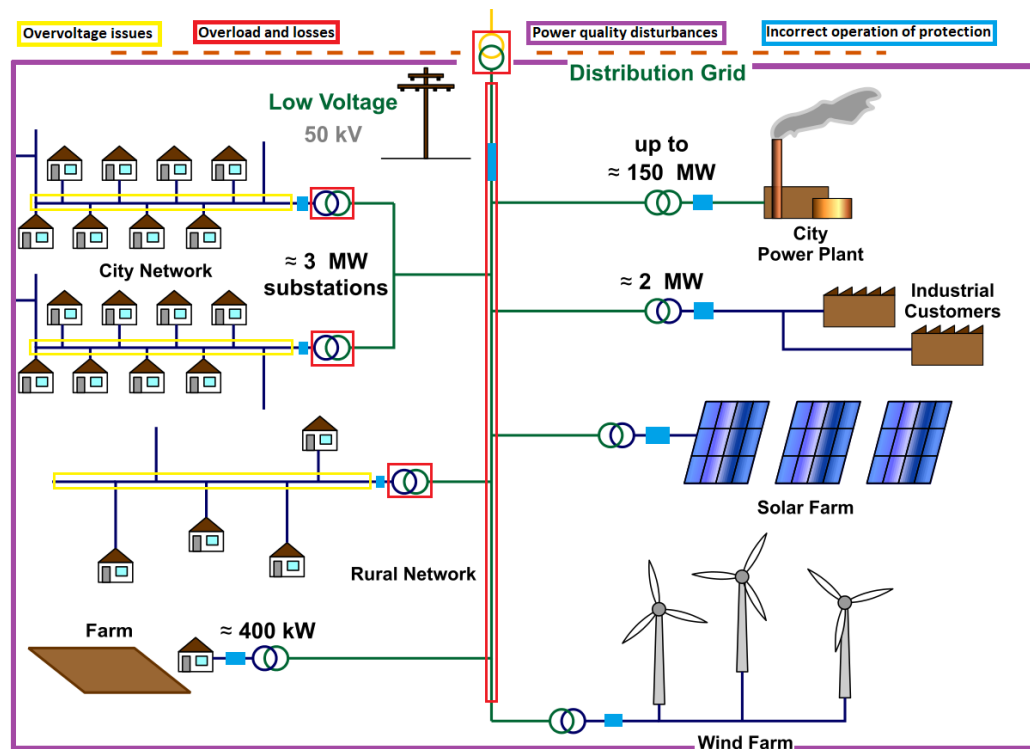 Overvoltage issues
Overload and losses
Power quality disturbances
Incorrect operation of protection
Distribution Grid
Low Voltage
50 kV
up to
≈ 150 MW
City
Power Plant
City Network
≈ 3 MW
substations
≈ 2 MW
Industrial
Customers
Solar Farm
Rural Network
Farm
≈ 400 kW
Wind Farm